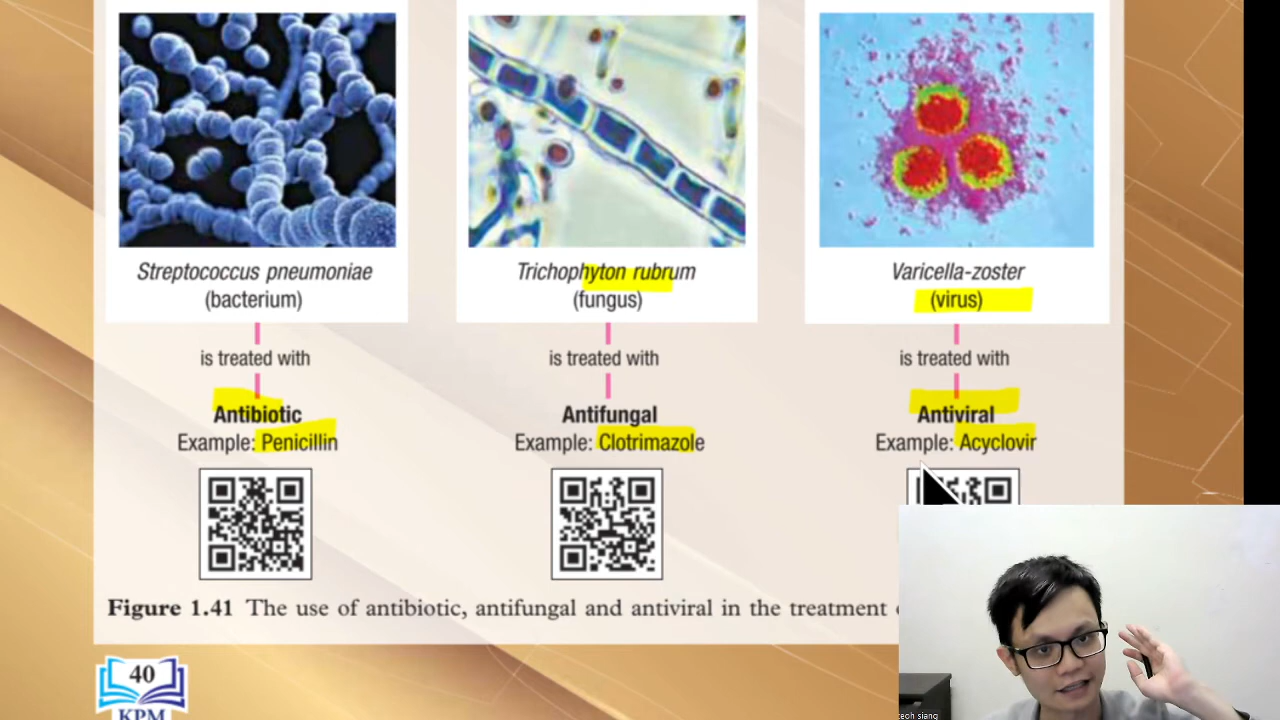 Streptococcus pneumoniae
(bacterium)
is treated with
Antibiotic
Example: Penicillin
Trichophyton rubrum
(fungus)
is treated with
Antifungal
Example: Clotrimazole
Varicella-zoster
(virus)
is treated with
Antiviral
Example: Acyclovir
Figure 1.41 The use of antibiotic, antifungal and antiviral in the treatment
40
KPM
teoh siang